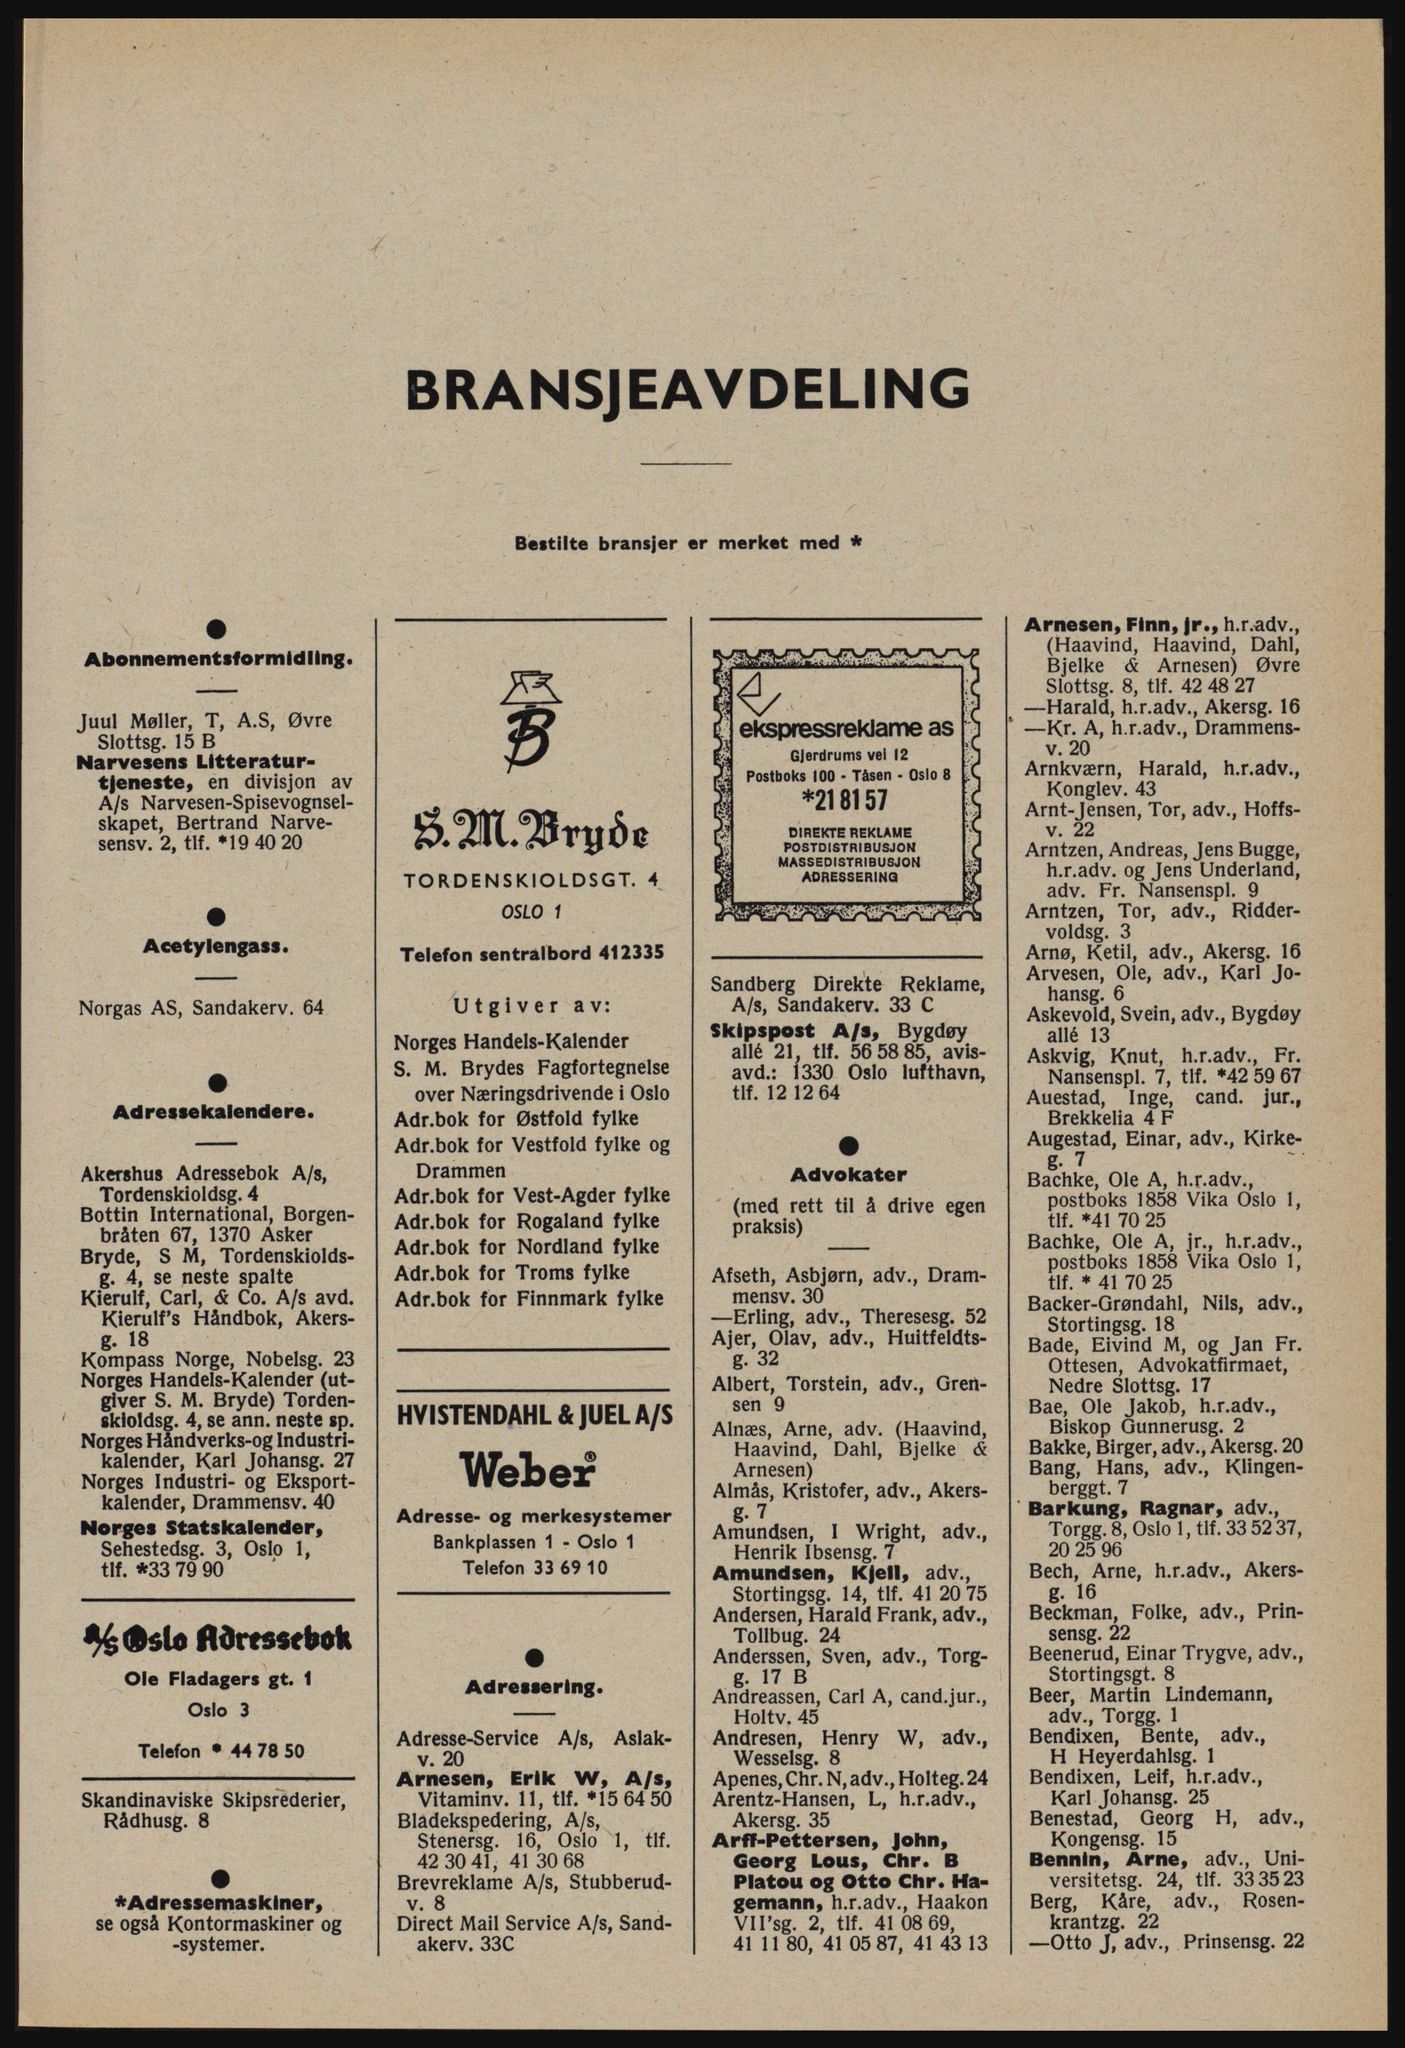 BRANSJEAVDELING
Bestilte bransjer er merket med *
Abonnementsformidling.
Juul Møller, T, A.S, Øvre
Slottsg. 15 B
Narvesens Litteratur-
tjeneste, en divisjon av
A/s Narvesen-Spisevognsel-
skapet, Bertrand Narve-
sensv. 2, tlf. *19 40 20
Acetylengass.
Norgas AS, Sandakerv. 64
Adressekalendere.
Akershus Adressebok A/s,
Tordenskioldsg. 4
Bottin International, Borgen-
bråten 67, 1370 Asker
Bryde, S M, Tordenskiolds-
g. 4, se neste spalte
Kierulf, Carl, & Co. A/s avd.
Kierulf's Håndbok, Akers-
g. 18
Kompass Norge, Nobelsg. 23
Norges Handels-Kalender (ut-
giver S. M. Bryde) Torden-
skioldsg. 4, se ann. neste sp.
Norges Håndverks-og Industri-
kalender, Karl Johansg. 27
Norges Industri- og Eksport-
kalender, Drammensv. 40
Norges Statskalender,
Sehestedsg. 3, Oslo 1,
tlf. *33 79 90
A/S Oslo Adressebok
Ole Fladagers gt. 1
Oslo 3
Telefon * 44 78 50
Skandinaviske Skipsrederier,
Rådhusg. 8
*Adressemaskiner,
se også Kontormaskiner og
-systemer.
B
S. M. Bryde
TORDENSKIOLDSGT. 4
OSLO 1
Telefon sentralbord 412335
Utgiver av:
Norges Handels-Kalender
S. M. Brydes Fagfortegnelse
over Næringsdrivende i Oslo
Adr.bok for Østfold fylke
Adr.bok for Vestfold fylke og
Drammen
Adr.bok for Vest-Agder fylke
Adr.bok for Rogaland fylke
Adr.bok for Nordland fylke
Adr.bok for Troms fylke
Adr.bok for Finnmark fylke
HVISTENDAHL & JUEL A/S
Weber®
Adresse- og merkesystemer
Bankplassen 1 - Oslo 1
Telefon 33 69 10
Adressering.
Adresse-Service A/s, Aslak-
v. 20
Arnesen, Erik W, A/s,
Vitaminv. 11, tlf. *15 64 50
Bladekspedering, A/s,
Stenersg. 16, Oslo 1, tlf.
42 30 41, 41 30 68
Brevreklame A/s, Stubberud-
v. 8
Direct Mail Service A/s, Sand-
akerv. 33C
ekspressreklame as
Gjerdrums vei 12
Postboks 100 - Tåsen - Oslo 8
*21 81 57
DIREKTE REKLAME
POSTDISTRIBUSJON
MASSEDISTRIBUSJON
ADRESSERING
Sandberg Direkte Reklame,
A/s, Sandakerv. 33 C
Skipspost A/s, Bygdøy
allé 21, tlf. 56 58 85, avis-
avd.: 1330 Oslo lufthavn,
tlf. 12 12 64
Advokater
(med rett til å drive egen
praksis)
Afseth, Asbjørn, adv., Dram-
mensv. 30
—Erling, adv., Theresesg. 52
Ajer, Olav, adv., Huitfeldts-
g. 32
Albert, Torstein, adv., Gren-
sen 9
Alnæs, Arne, adv. (Haavind,
Haavind, Dahl, Bjelke &
Arnesen)
Almås, Kristofer, adv., Akers-
g. 7
Amundsen, I Wright, adv.,
Henrik Ibsensg. 7
Amundsen, Kjell, adv.,
Stortingsg. 14, tlf. 41 20 75
Andersen, Harald Frank, adv.,
Tollbug. 24
Anderssen, Sven, adv., Torg-
g. 17 B
Andreassen, Carl A, cand.jur.,
Holtv. 45
Andresen, Henry W, adv.,
Wesselsg. 8
Apenes, Chr. N, adv., Holteg. 24
Arentz-Hansen, L, h.r.adv.,
Akersg. 35
Arff-Pettersen, John,
Georg Lous, Chr. B
Platou og Otto Chr. Ha-
gemann, h.r.adv., Haakon
VII'sg. 2, tlf. 41 08 69,
41 11 80, 41 05 87, 41 43 13
Arnesen, Finn, jr., h.r.adv.,
(Haavind, Haavind, Dahl,
Bjelke & Arnesen) Øvre
Slottsg. 8, tlf. 42 48 27
—Harald, h.r.adv., Akersg. 16
—Kr. A, h.r.adv., Drammens-
v. 20
Arnkværn, Harald, h.r.adv.,
Konglev. 43
Arnt-Jensen, Tor, adv., Hoffs-
v. 22
Arntzen, Andreas, Jens Bugge,
h.r.adv. og Jens Underland,
adv. Fr. Nansenspl. 9
Arntzen, Tor, adv., Ridder-
voldsg. 3
Arnø, Ketil, adv., Akersg. 16
Arvesen, Ole, adv., Karl Jo-
hansg. 6
Askevold, Svein, adv., Bygdøy
allé 13
Askvig, Knut, h.r.adv., Fr.
Nansenspl. 7, tlf. *42 59 67
Auestad, Inge, cand. jur.,
Brekkelia 4 F
Augestad, Einar, adv., Kirke-
g. 7
Bachke, Ole A, h.r.adv.,
postboks 1858 Vika Oslo 1,
tlf. *41 70 25
Bachke, Ole A, jr., h.r.adv.,
postboks 1858 Vika Oslo 1,
tlf. * 41 70 25
Backer-Grøndahl, Nils, adv.,
Stortingsg. 18
Bade, Eivind M, og Jan Fr.
Ottesen, Advokatfirmaet,
Nedre Slottsg. 17
Bae, Ole Jakob, h.r.adv.,
Biskop Gunnerusg. 2
Bakke, Birger, adv., Akersg. 20
Bang, Hans, adv., Klingen-
berggt. 7
Barkung, Ragnar, adv.,
Torgg. 8, Oslo 1, tlf. 33 52 37,
20 25 96
Bech, Arne, h.r.adv., Akers-
g. 16
Beckman, Folke, adv., Prin-
sensg. 22
Beenerud, Einar Trygve, adv.,
Stortingsgt. 8
Beer, Martin Lindemann,
adv., Torgg. 1
Bendixen, Bente, adv.,
H Heyerdahlsg. 1
Bendixen, Leif, h.r.adv.,
Karl Johansg. 25
Benestad, Georg H, adv.,
Kongensg. 15
Bennin, Arne, adv., Uni-
versitetsg. 24, tlf. 33 35 23
Berg, Kåre, adv., Rosen-
krantzg. 22
—Otto J, adv., Prinsensg. 22